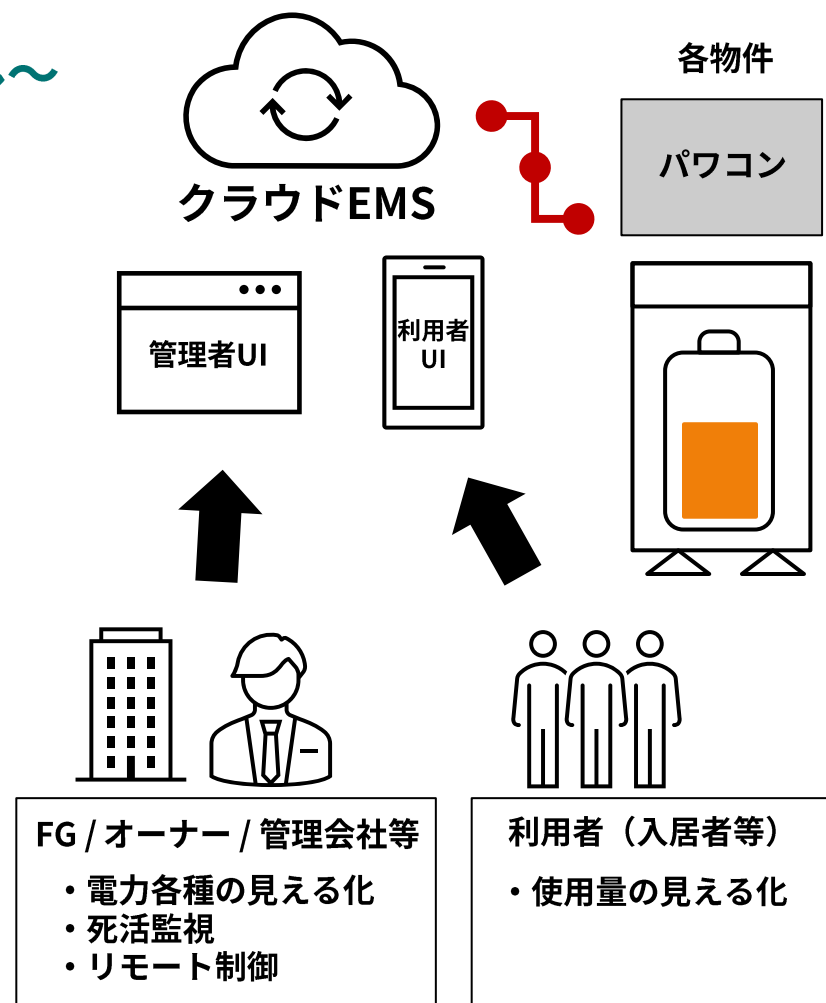 〜
各物件
パワコン
クラウドEMS
管理者UI
利用者
UI
FG / オーナー / 管理会社等
・電力各種の見える化
・死活監視
・リモート制御
利用者（入居者等）
・使用量の見える化